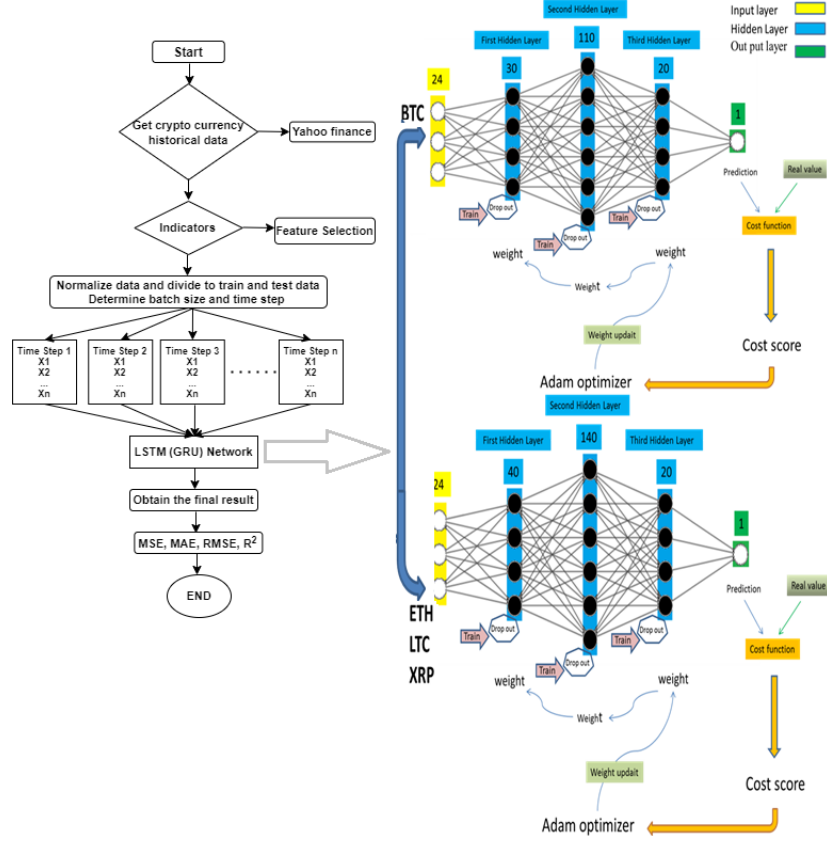 Start
Get crypto currency
historical data
Yahoo finance
Indicators
Feature Selection
Normalize data and divide to train and test data
Determine batch size and time step
Time Step 1
X1
X2
...
Xn
Time Step 2
X1
X2
...
Xn
Time Step 3
X1
X2
...
Xn
......
Time Step n
X1
X2
...
Xn
LSTM (GRU) Network
Obtain the final result
MSE, MAE, RMSE, R²
END
Input layer
Hidden Layer
Out put layer
Second Hidden Layer
First Hidden Layer
110
Third Hidden Layer
24
30
20
1
BTC
Prediction
Real value
Cost function
Train
Drop out
Train
Drop out
Train
Drop out
weight
Weight
weight
Weight updait
Cost score
Adam optimizer
Second Hidden Layer
First Hidden Layer
140
Third Hidden Layer
24
40
20
1
ETH
LTC
XRP
Prediction
Real value
Cost function
Train
Drop out
Train
Drop out
Train
Drop out
weight
Weight
weight
Weight updait
Cost score
Adam optimizer